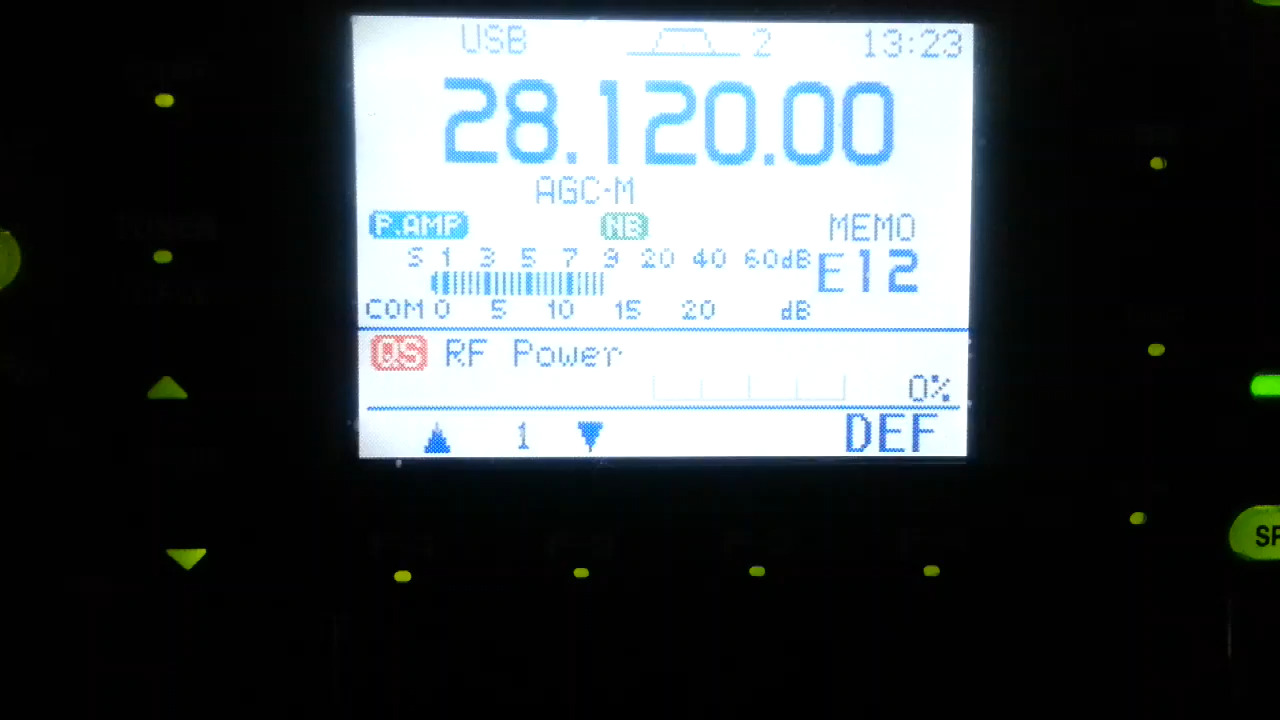 USB 2 13:23
28.120.00
AGC-M
P.AMP NB MEMO
S 1 3 5 7 9 20 40 60dB E12
COM 0 5 10 15 20 dB
QS RF Power
0%
1 DEF